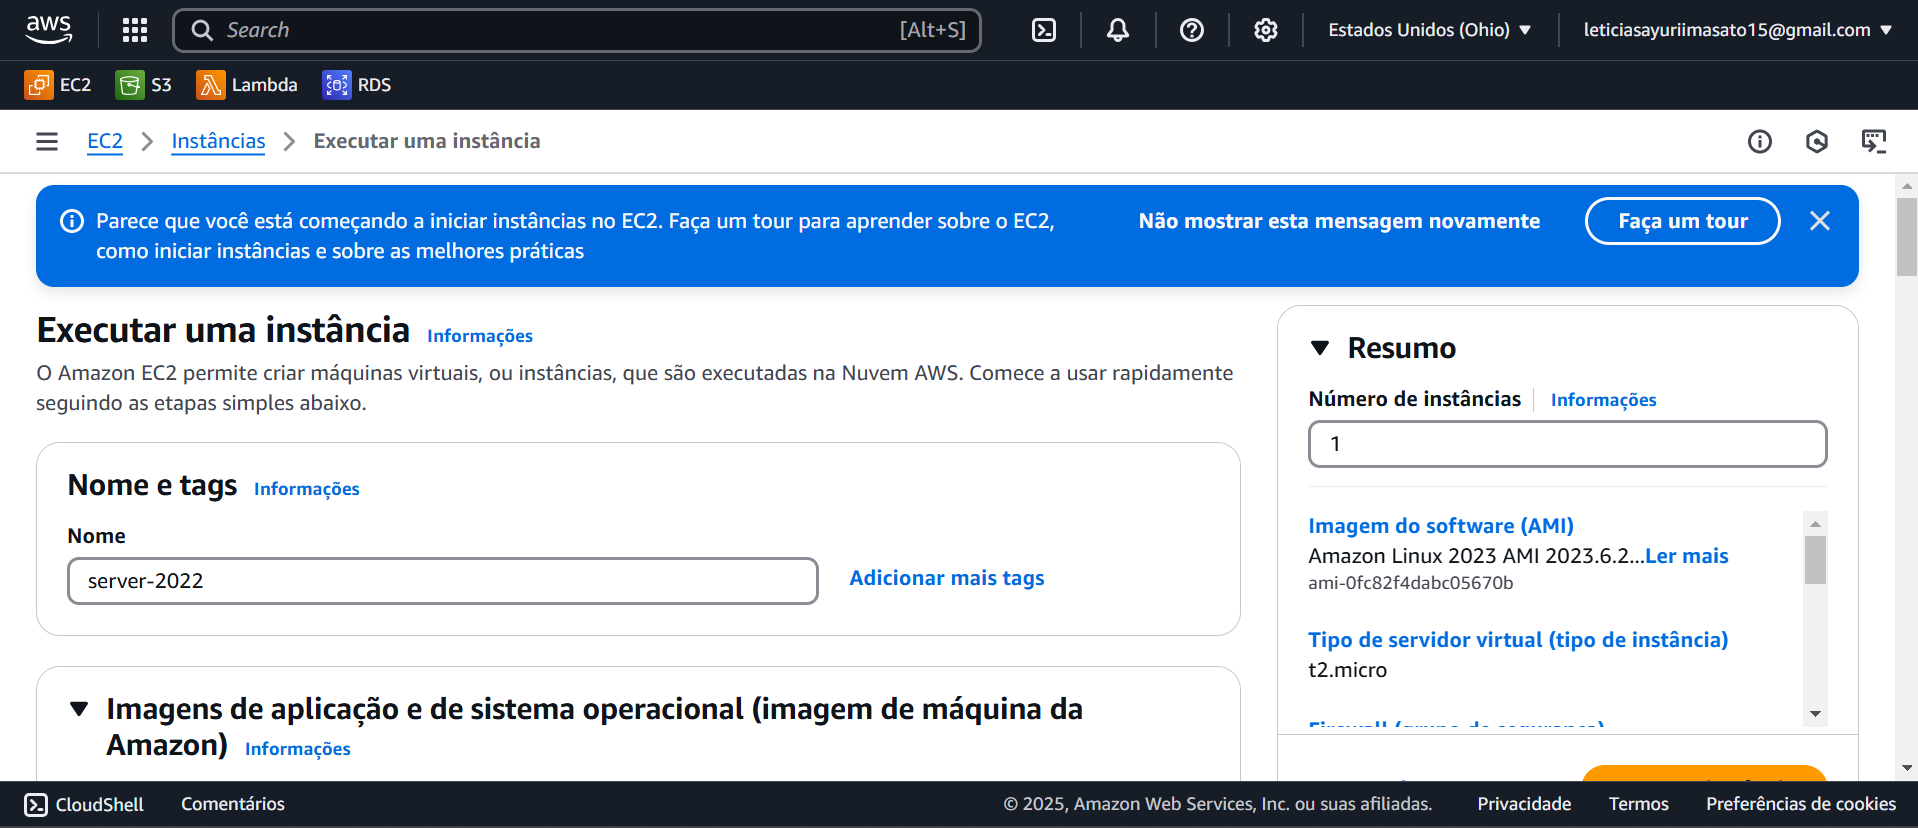 aws
Search [Alt+S]
Estados Unidos (Ohio)
leticiasayuriimasato15@gmail.com
EC2 S3 Lambda RDS
EC2 Instâncias Executar uma instância
Parece que você está começando a iniciar instâncias no EC2. Faça um tour para aprender sobre o EC2,
como iniciar instâncias e sobre as melhores práticas
Não mostrar esta mensagem novamente
Faça um tour
Executar uma instância Informações
O Amazon EC2 permite criar máquinas virtuais, ou instâncias, que são executadas na Nuvem AWS. Comece a usar rapidamente
seguindo as etapas simples abaixo.
Nome e tags Informações
Nome
server-2022
Adicionar mais tags
Imagens de aplicação e de sistema operacional (imagem de máquina da
Amazon) Informações
Resumo
Número de instâncias Informações
1
Imagem do software (AMI)
Amazon Linux 2023 AMI 2023.6.2...Ler mais
ami-0fc82f4dabc05670b
Tipo de servidor virtual (tipo de instância)
t2.micro
Firewall (grupo de segurança)
CloudShell Comentários
© 2025, Amazon Web Services, Inc. ou suas afiliadas. Privacidade Termos Preferências de cookies